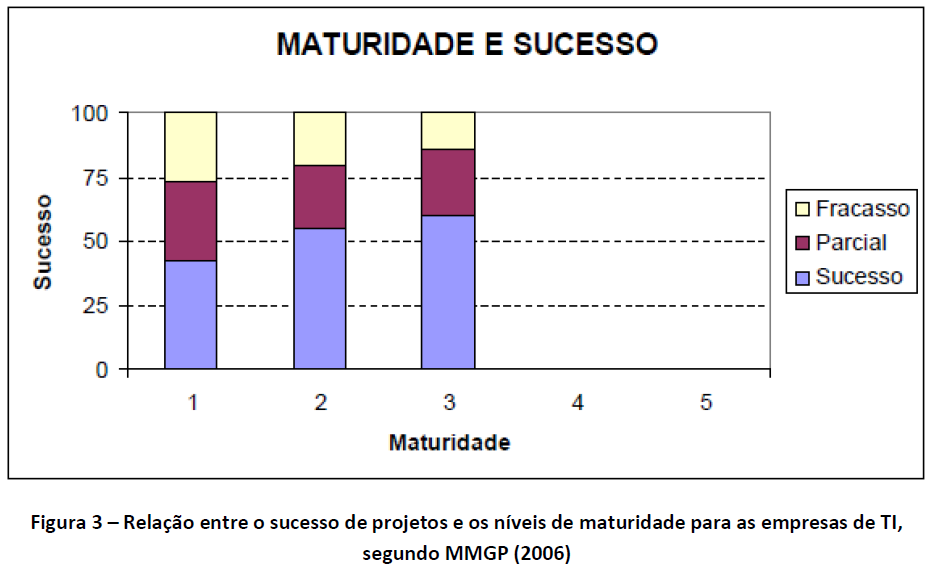 MATURIDADE E SUCESSO
100
75
50
25
0
Sucesso
1 2 3 4 5
Maturidade
Fracasso
Parcial
Sucesso
Figura 3 – Relação entre o sucesso de projetos e os níveis de maturidade para as empresas de TI,
segundo MMGP (2006)